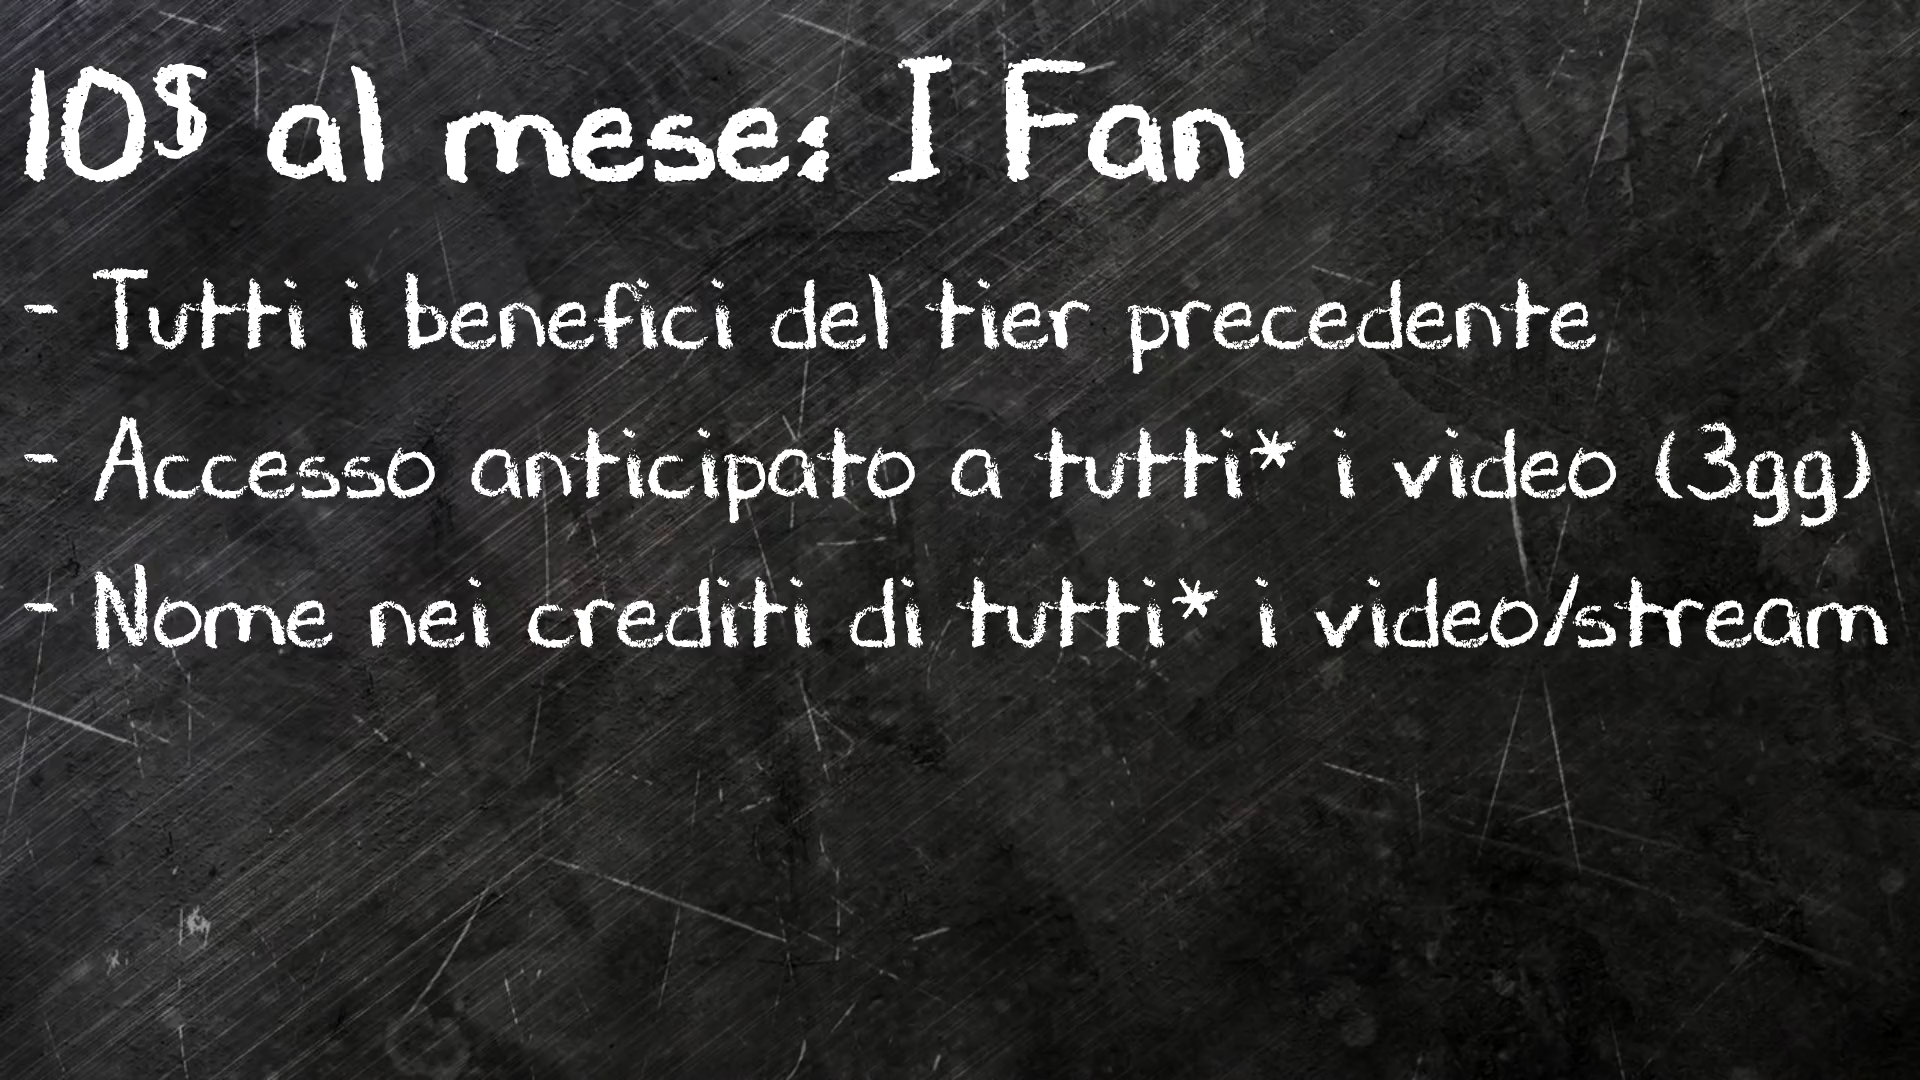 10$ al mese: I Fan
- Tutti i benefici del tier precedente
- Accesso anticipato a tutti* i video (3gg)
- Nome nei crediti di tutti* i video/stream